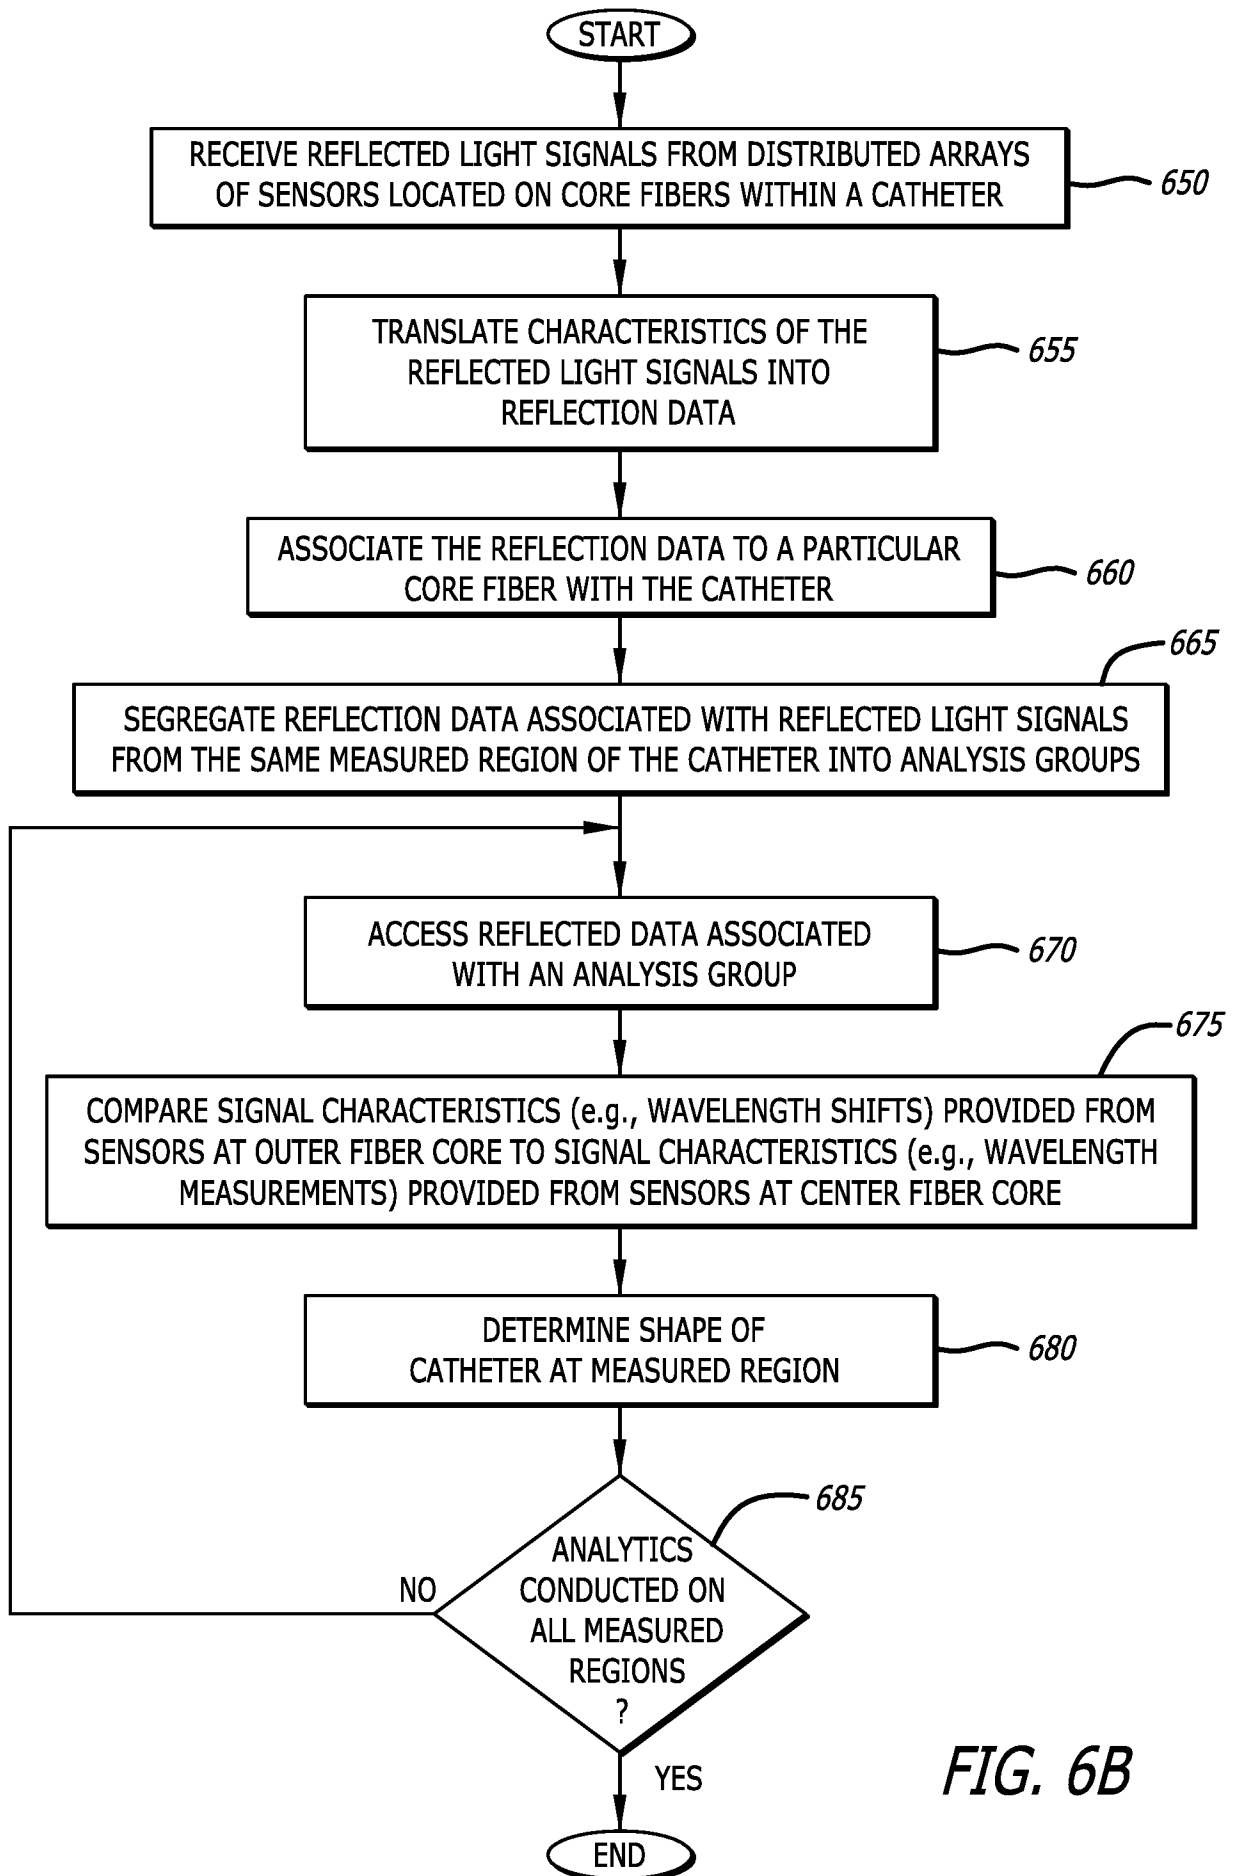 START
RECEIVE REFLECTED LIGHT SIGNALS FROM DISTRIBUTED ARRAYS
OF SENSORS LOCATED ON CORE FIBERS WITHIN A CATHETER
650
TRANSLATE CHARACTERISTICS OF THE
REFLECTED LIGHT SIGNALS INTO
REFLECTION DATA
655
ASSOCIATE THE REFLECTION DATA TO A PARTICULAR
CORE FIBER WITH THE CATHETER
660
665
SEGREGATE REFLECTION DATA ASSOCIATED WITH REFLECTED LIGHT SIGNALS
FROM THE SAME MEASURED REGION OF THE CATHETER INTO ANALYSIS GROUPS
ACCESS REFLECTED DATA ASSOCIATED
WITH AN ANALYSIS GROUP
670
675
COMPARE SIGNAL CHARACTERISTICS (e.g., WAVELENGTH SHIFTS) PROVIDED FROM
SENSORS AT OUTER FIBER CORE TO SIGNAL CHARACTERISTICS (e.g., WAVELENGTH
MEASUREMENTS) PROVIDED FROM SENSORS AT CENTER FIBER CORE
DETERMINE SHAPE OF
CATHETER AT MEASURED REGION
680
685
ANALYTICS
CONDUCTED ON
ALL MEASURED
REGIONS
?
NO
YES
END
FIG. 6B